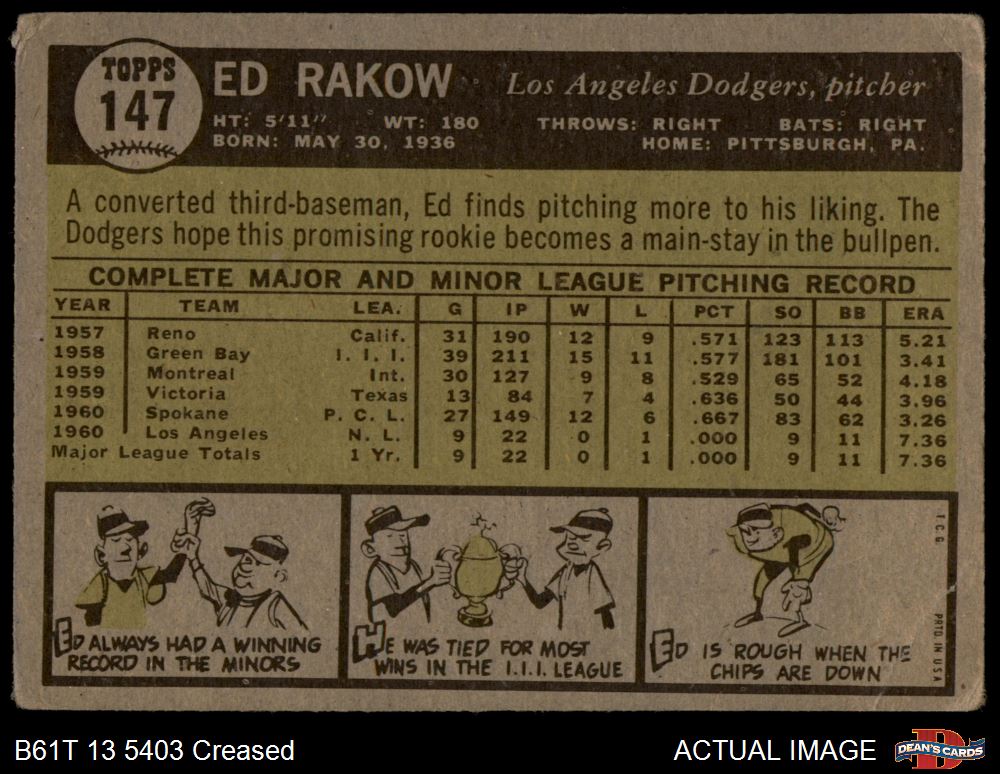 TOPPS
147
ED RAKOW
Los Angeles Dodgers, pitcher
HT: 5'11" WT: 180 THROWS: RIGHT BATS: RIGHT
BORN: MAY 30, 1936 HOME: PITTSBURGH, PA.
A converted third-baseman, Ed finds pitching more to his liking. The
Dodgers hope this promising rookie becomes a main-stay in the bullpen.
COMPLETE MAJOR AND MINOR LEAGUE PITCHING RECORD
YEAR TEAM LEA. G IP W L PCT SO BB ERA
1957 Reno Calif. 31 190 12 9 .571 123 113 5.21
1958 Green Bay I. I. I. 39 211 15 11 .577 181 101 3.41
1959 Montreal Int. 30 127 9 8 .529 65 52 4.18
1959 Victoria Texas 13 84 7 4 .636 50 44 3.96
1960 Spokane P. C. L. 27 149 12 6 .667 83 62 3.26
1960 Los Angeles N. L. 9 22 0 1 .000 9 11 7.36
Major League Totals 1 Yr. 9 22 0 1 .000 9 11 7.36
ED ALWAYS HAD A WINNING
RECORD IN THE MINORS
HE WAS TIED FOR MOST
WINS IN THE I.I.I. LEAGUE
ED IS ROUGH WHEN THE
CHIPS ARE DOWN
T. C. G.
PRTD. IN USA
B61T 13 5403 Creased
ACTUAL IMAGE
DEAN'S CARDS